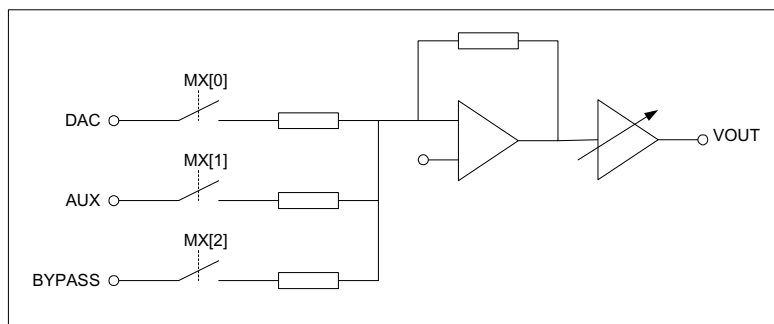 MX[0]
DAC
VOUT
MX[1]
AUX
MX[2]
BYPASS